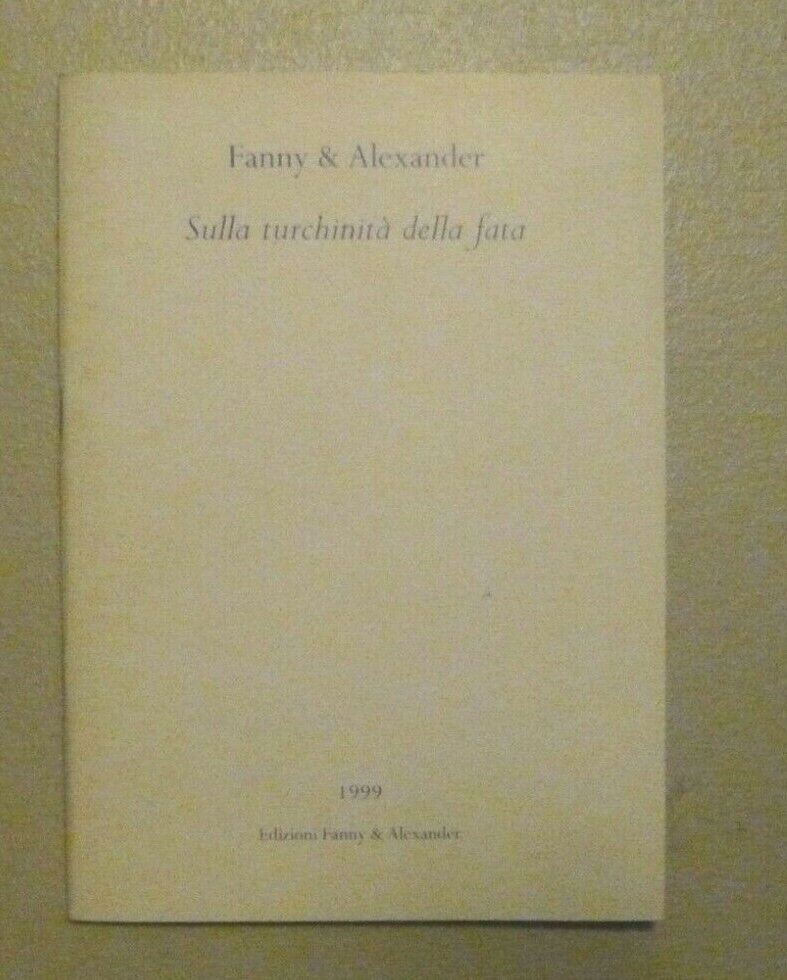 Fanny & Alexander
Sulla turchinità della fata
1999
Edizioni Fanny & Alexander